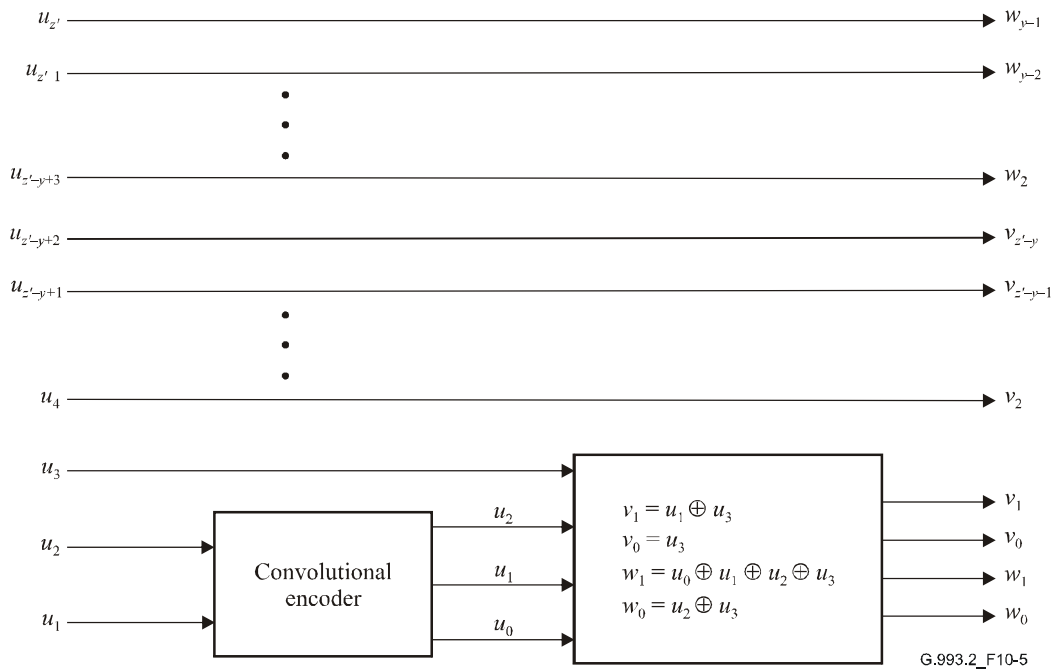 u_{z'} w_{y–1}
u_{z' 1} w_{y–2}
u_{z'–y+3} w_2
u_{z'–y+2} v_{z'–y}
u_{z'–y+1} v_{z'–y–1}
u_4 v_2
u_3
u_2
u_1
Convolutional
encoder
u_2
u_1
u_0
v_1 = u_1 ⊕ u_3
v_0 = u_3
w_1 = u_0 ⊕ u_1 ⊕ u_2 ⊕ u_3
w_0 = u_2 ⊕ u_3
v_1
v_0
w_1
w_0
G.993.2_F10-5